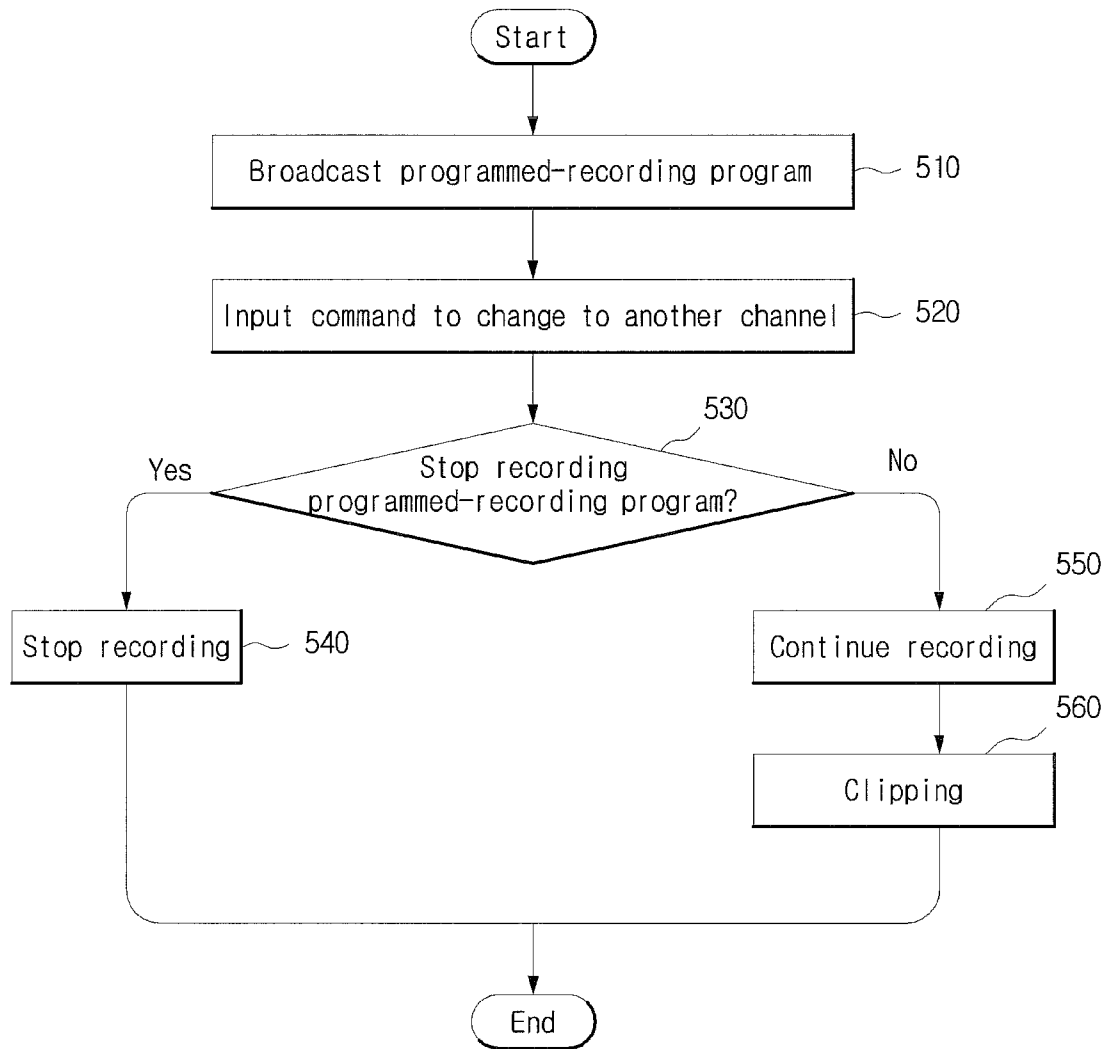 Start
Broadcast programmed-recording program
510
Input command to change to another channel
520
530
Yes
Stop recording
programmed-recording program?
No
Stop recording
540
550
Continue recording
560
Clipping
End